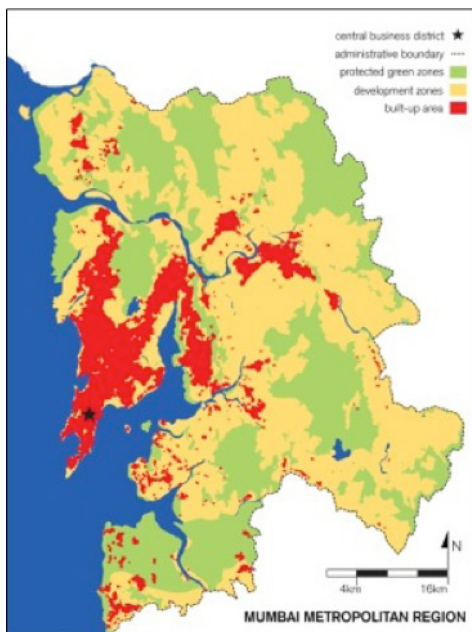 central business district
administrative boundary
protected green zones
development zones
built-up area
N
4km 16km
MUMBAI METROPOLITAN REGION